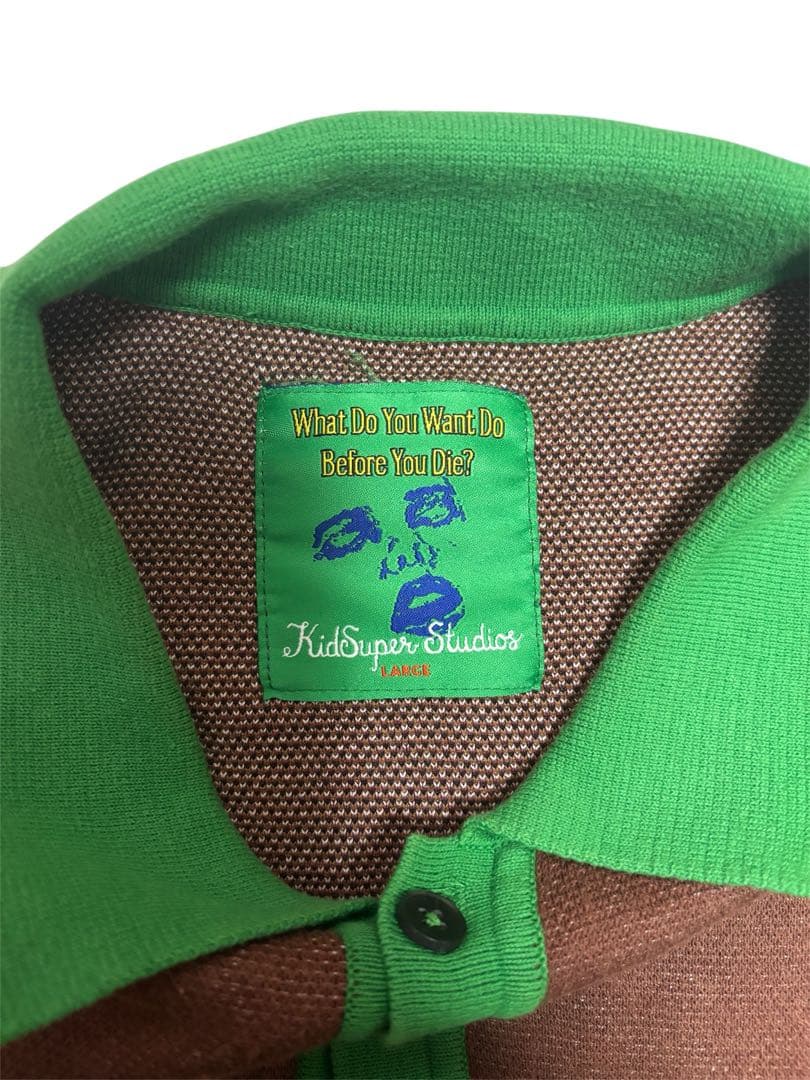 What Do You Want Do
Before You Die?
KidSuper Studios
LARGE